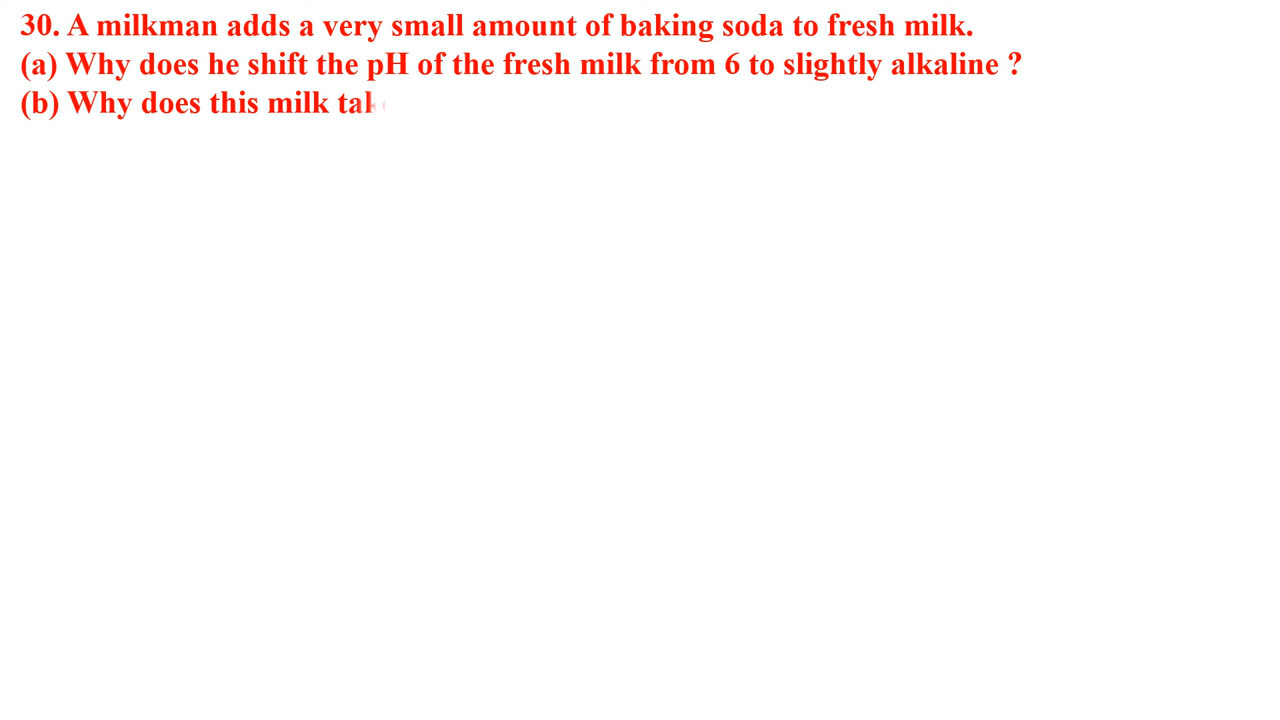 30. A milkman adds a very small amount of baking soda to fresh milk.
(a) Why does he shift the pH of the fresh milk from 6 to slightly alkaline ?
(b) Why does this milk